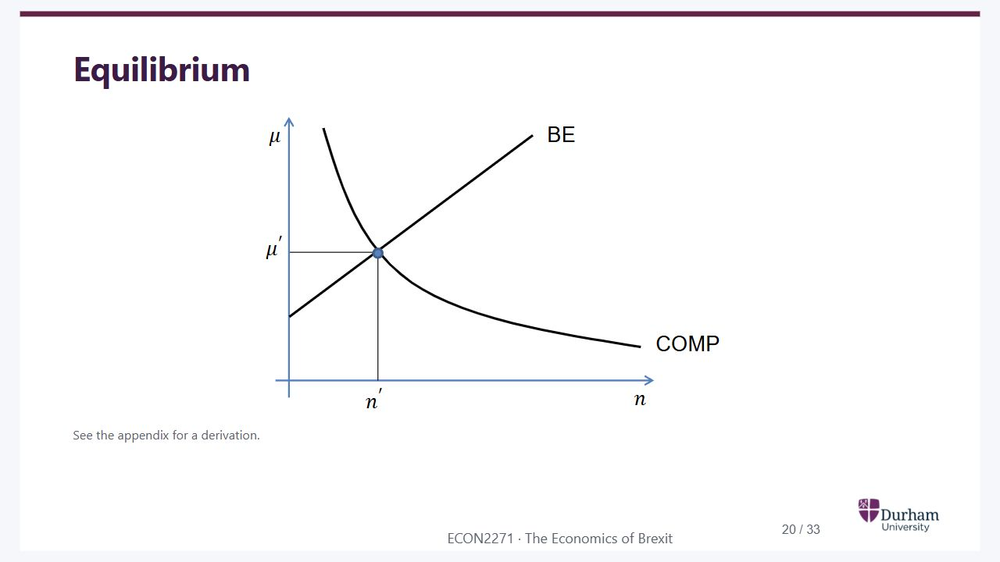 Equilibrium
μ
BE
μ′
COMP
n′
n
See the appendix for a derivation.
Durham
University
20 / 33
ECON2271 · The Economics of Brexit